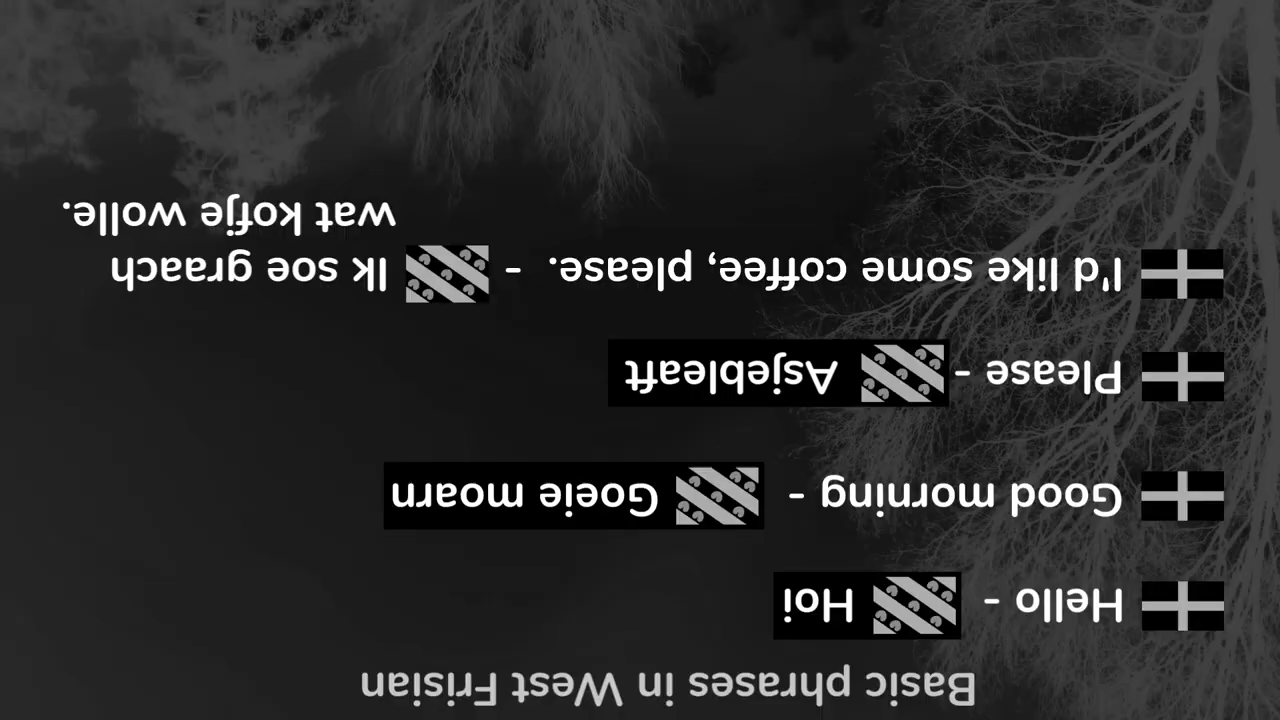 Basic phrases in West Frisian
Hello - Hoi
Good morning - Goeie moarn
Please - Asjebleaft
I'd like some coffee, please. - Ik soe graach
wat kofje wolle.